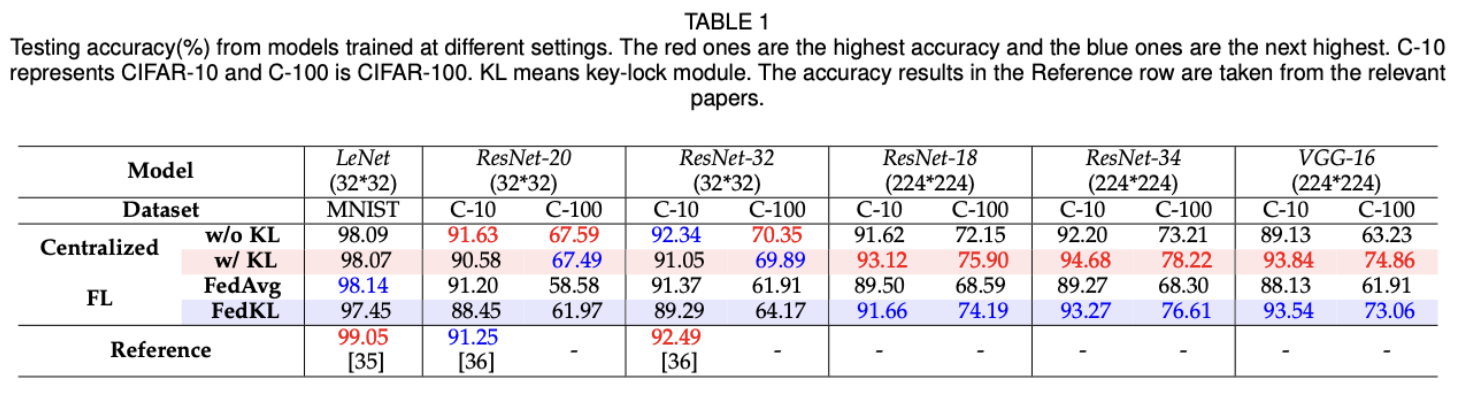 TABLE 1
Testing accuracy(%) from models trained at different settings. The red ones are the highest accuracy and the blue ones are the next highest. C-10
represents CIFAR-10 and C-100 is CIFAR-100. KL means key-lock module. The accuracy results in the Reference row are taken from the relevant
papers.
Model LeNet ResNet-20 ResNet-32 ResNet-18 ResNet-34 VGG-16
(32*32) (32*32) (32*32) (224*224) (224*224) (224*224)
Dataset MNIST C-10 C-100 C-10 C-100 C-10 C-100 C-10 C-100 C-10 C-100
Centralized w/o KL 98.09 91.63 67.59 92.34 70.35 91.62 72.15 92.20 73.21 89.13 63.23
w/ KL 98.07 90.58 67.49 91.05 69.89 93.12 75.90 94.68 78.22 93.84 74.86
FL FedAvg 98.14 91.20 58.58 91.37 61.91 89.50 68.59 89.27 68.30 88.13 61.91
FedKL 97.45 88.45 61.97 89.29 64.17 91.66 74.19 93.27 76.61 93.54 73.06
Reference 99.05 91.25 - 92.49 - - - - - - -
[35] [36] [36]